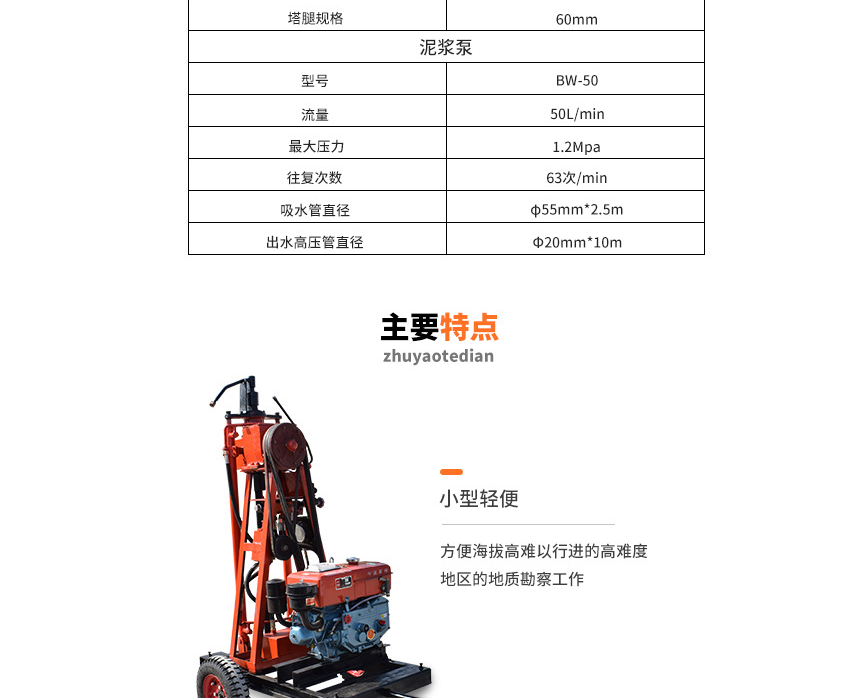 塔腿规格 60mm
泥浆泵
型号 BW-50
流量 50L/min
最大压力 1.2Mpa
往复次数 63次/min
吸水管直径 ф55mm*2.5m
出水高压管直径 Φ20mm*10m
主要特点
zhuyaotedian
小型轻便
方便海拔高难以行进的高难度
地区的地质勘察工作